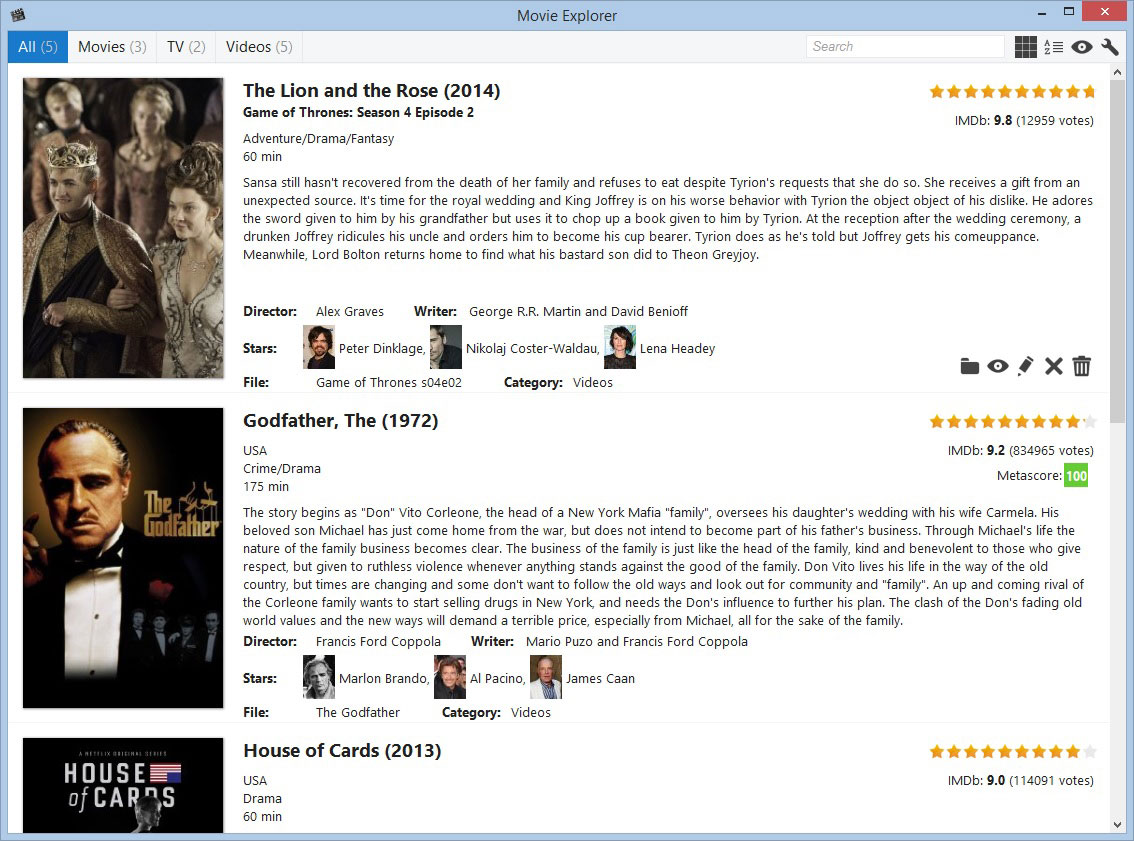 Movie Explorer
All (5) Movies (3) TV (2) Videos (5) Search
The Lion and the Rose (2014)
Game of Thrones: Season 4 Episode 2
IMDb: 9.8 (12959 votes)
Adventure/Drama/Fantasy
60 min
Sansa still hasn't recovered from the death of her family and refuses to eat despite Tyrion's requests that she do so. She receives a gift from an
unexpected source. It's time for the royal wedding and King Joffrey is on his worse behavior with Tyrion the object object of his dislike. He adores
the sword given to him by his grandfather but uses it to chop up a book given to him by Tyrion. At the reception after the wedding ceremony, a
drunken Joffrey ridicules his uncle and orders him to become his cup bearer. Tyrion does as he's told but Joffrey gets his comeuppance.
Meanwhile, Lord Bolton returns home to find what his bastard son did to Theon Greyjoy.
Director: Alex Graves Writer: George R.R. Martin and David Benioff
Stars: Peter Dinklage, Nikolaj Coster-Waldau, Lena Headey
File: Game of Thrones s04e02 Category: Videos
The
Godfather
Godfather, The (1972)
USA
IMDb: 9.2 (834965 votes)
Crime/Drama
Metascore: 100
175 min
The story begins as "Don" Vito Corleone, the head of a New York Mafia "family", oversees his daughter's wedding with his wife Carmela. His
beloved son Michael has just come home from the war, but does not intend to become part of his father's business. Through Michael's life the
nature of the family business becomes clear. The business of the family is just like the head of the family, kind and benevolent to those who give
respect, but given to ruthless violence whenever anything stands against the good of the family. Don Vito lives his life in the way of the old
country, but times are changing and some don't want to follow the old ways and look out for community and "family". An up and coming rival of
the Corleone family wants to start selling drugs in New York, and needs the Don's influence to further his plan. The clash of the Don's fading old
world values and the new ways will demand a terrible price, especially from Michael, all for the sake of the family.
Director: Francis Ford Coppola Writer: Mario Puzo and Francis Ford Coppola
Stars: Marlon Brando, Al Pacino, James Caan
File: The Godfather Category: Videos
A NETFLIX ORIGINAL SERIES
HOUSE
of CARDS
House of Cards (2013)
USA
IMDb: 9.0 (114091 votes)
Drama
60 min